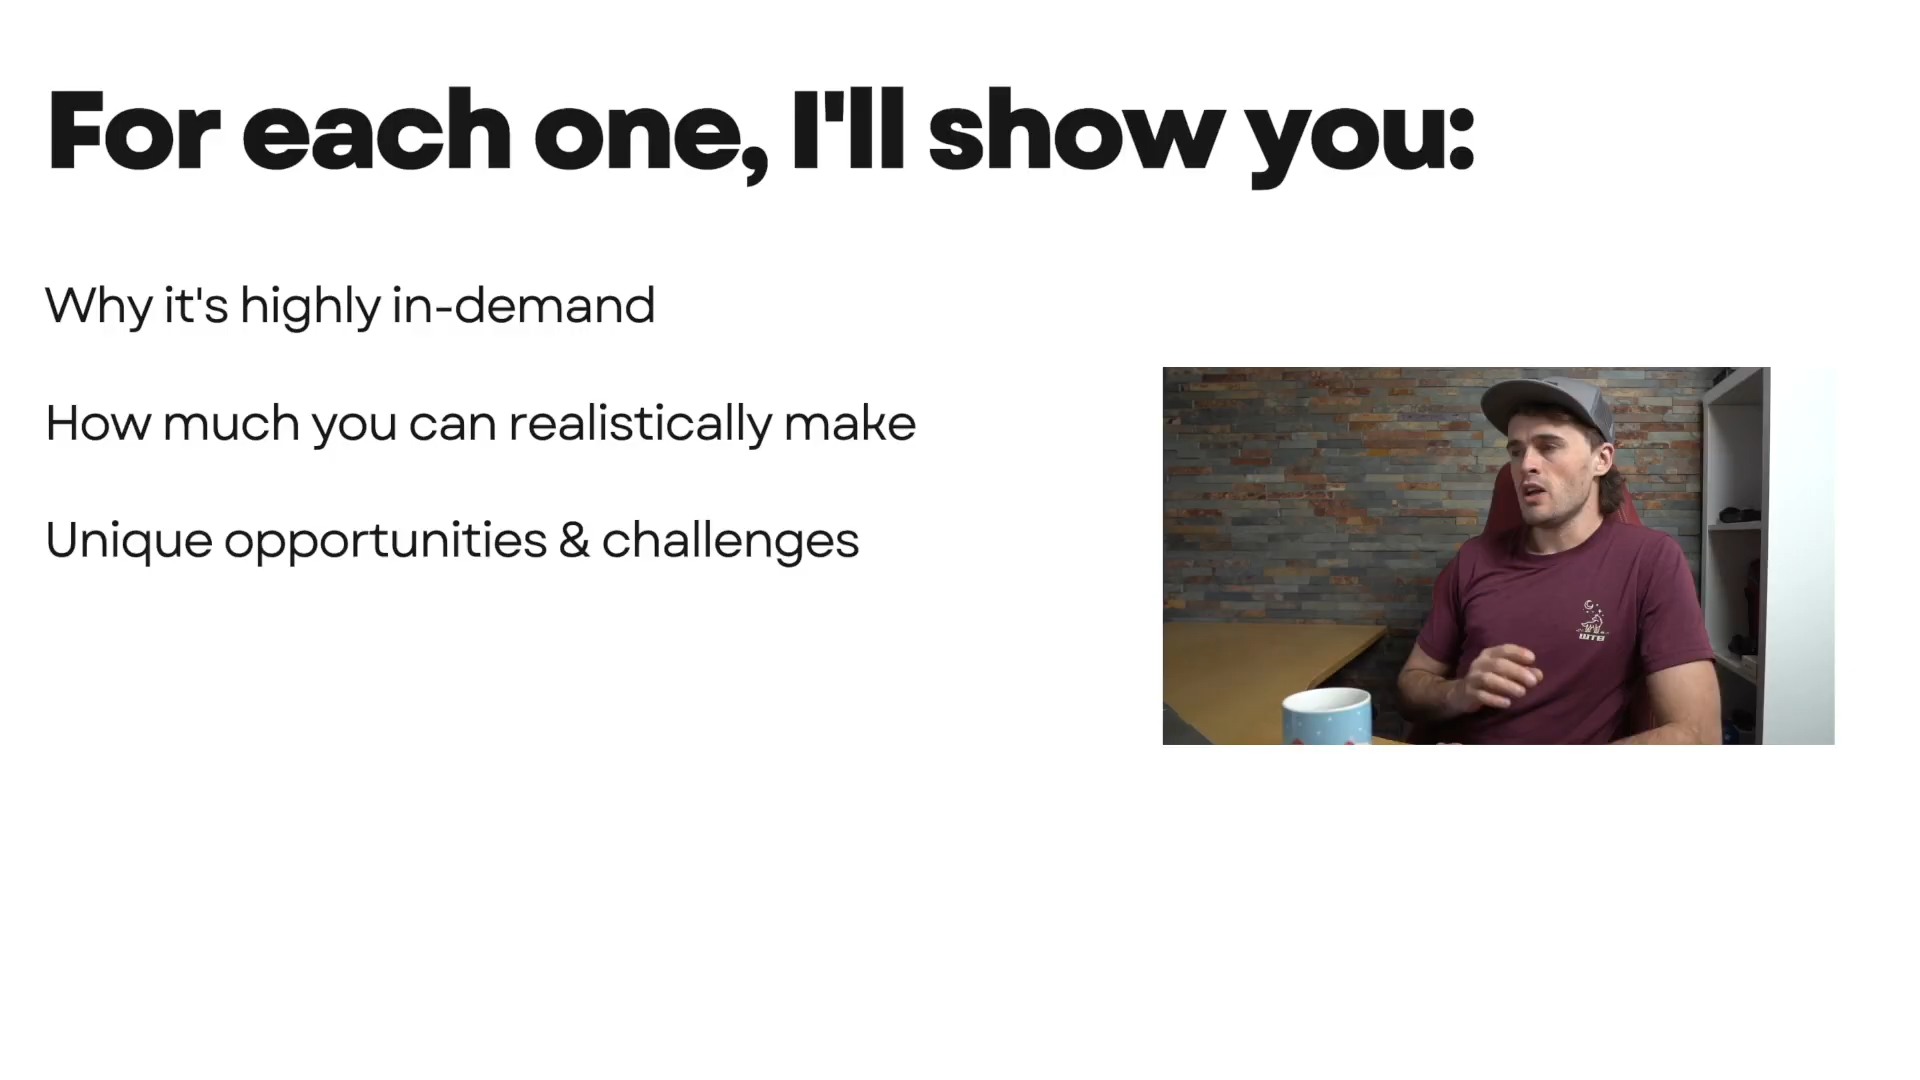 For each one, I'll show you:
Why it's highly in-demand
How much you can realistically make
Unique opportunities & challenges
WTB